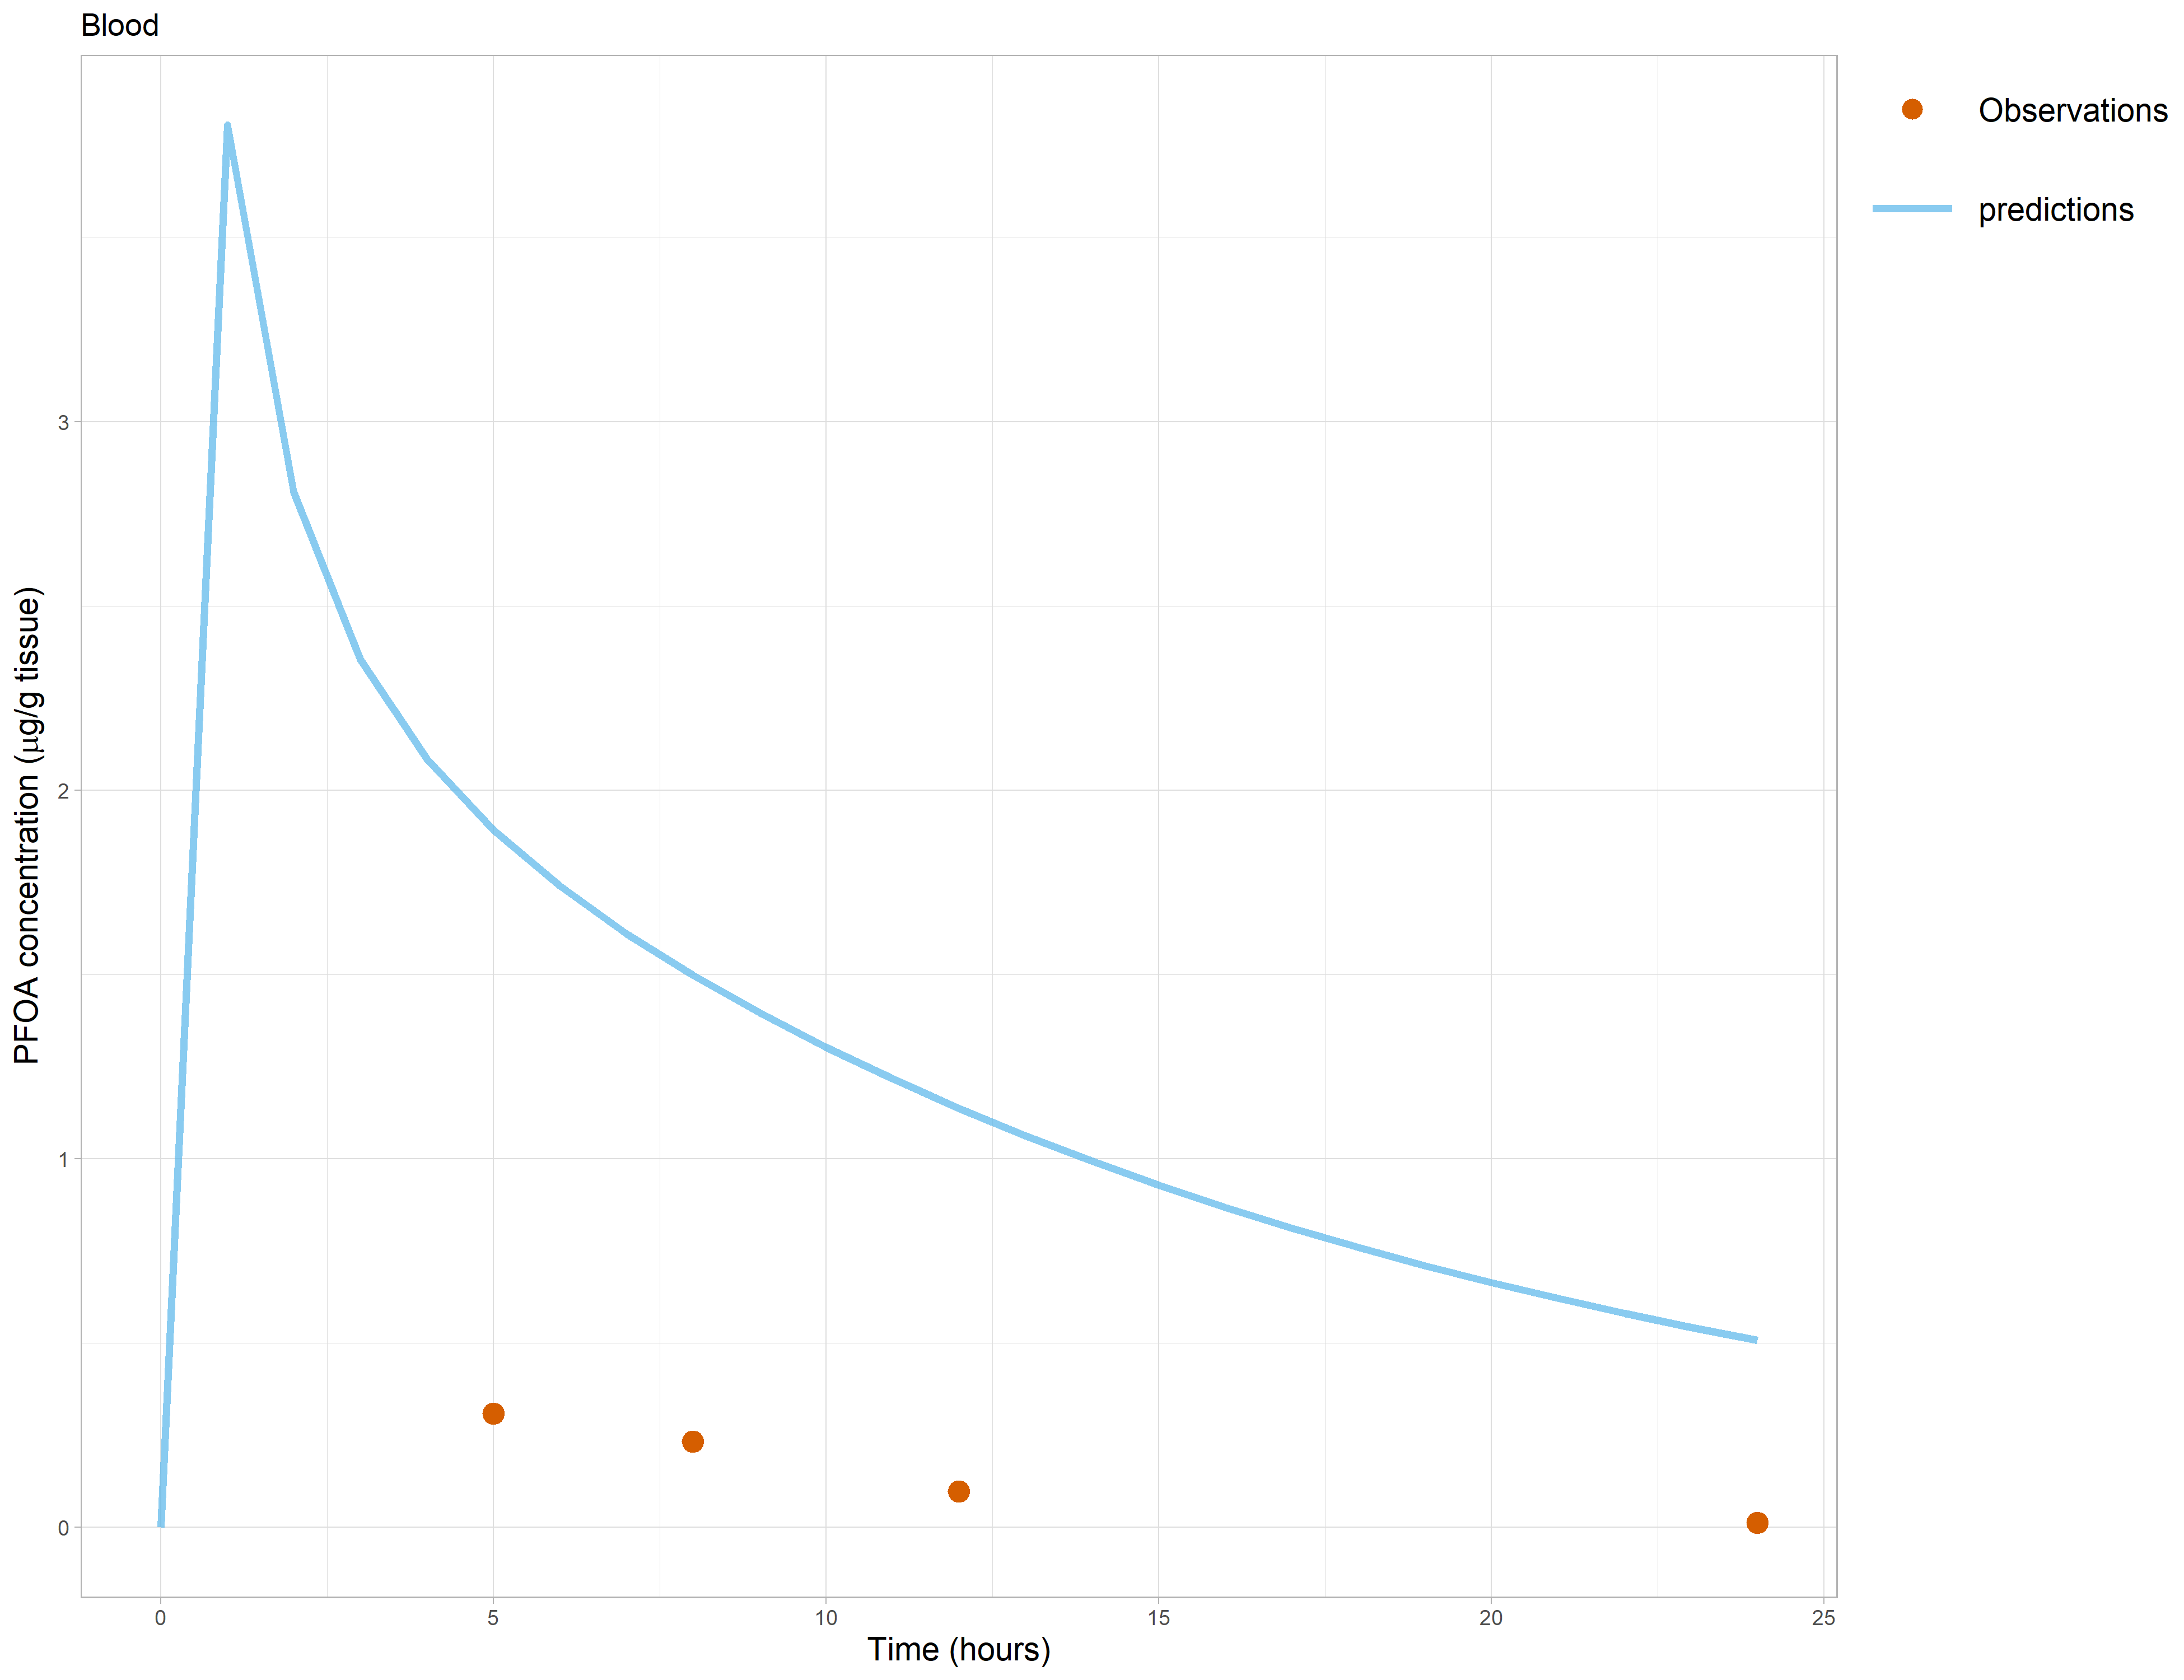 Blood
Observations
predictions
PFOA concentration (μg/g tissue)
3
2
1
0
0 5 10 15 20 25
Time (hours)